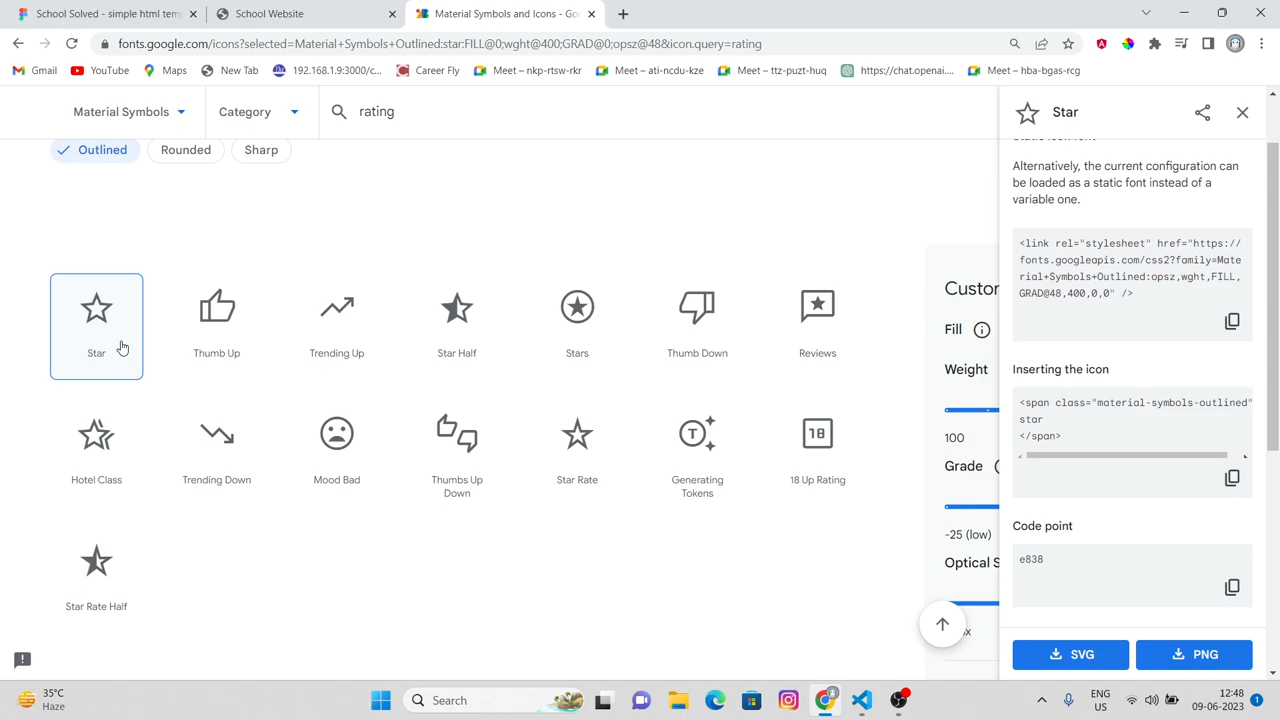 School Solved - simple html tem
School Website
Material Symbols and Icons - Goo
fonts.google.com/icons?selected=Material+Symbols+Outlined:star:FILL@0;wght@400;GRAD@0;opsz@48&icon.query=rating
Gmail
YouTube
Maps
New Tab
192.168.1.9:3000/c...
Career Fly
Meet – nkp-rtsw-rkr
Meet – ati-ncdu-kze
Meet – ttz-puzt-huq
https://chat.openai....
Meet – hba-bgas-rcg
Material Symbols
Category
rating
Star
Outlined
Rounded
Sharp
Alternatively, the current configuration can
be loaded as a static font instead of a
variable one.
<link rel="stylesheet" href="https://
fonts.googleapis.com/css2?family=Mate
rial+Symbols+Outlined:opsz,wght,FILL,
GRAD@48,400,0,0" />
Star
Thumb Up
Trending Up
Star Half
Stars
Thumb Down
Reviews
Custon
Fill
Weight
Inserting the icon
<span class="material-symbols-outlined"
star
</span>
100
Grade
Hotel Class
Trending Down
Mood Bad
Thumbs Up
Down
Star Rate
T
Generating
Tokens
18
18 Up Rating
-25 (low)
Optical S
Code point
e838
Star Rate Half
x
SVG
PNG
35°C
Haze
Search
ENG
US
12:48
09-06-2023
1